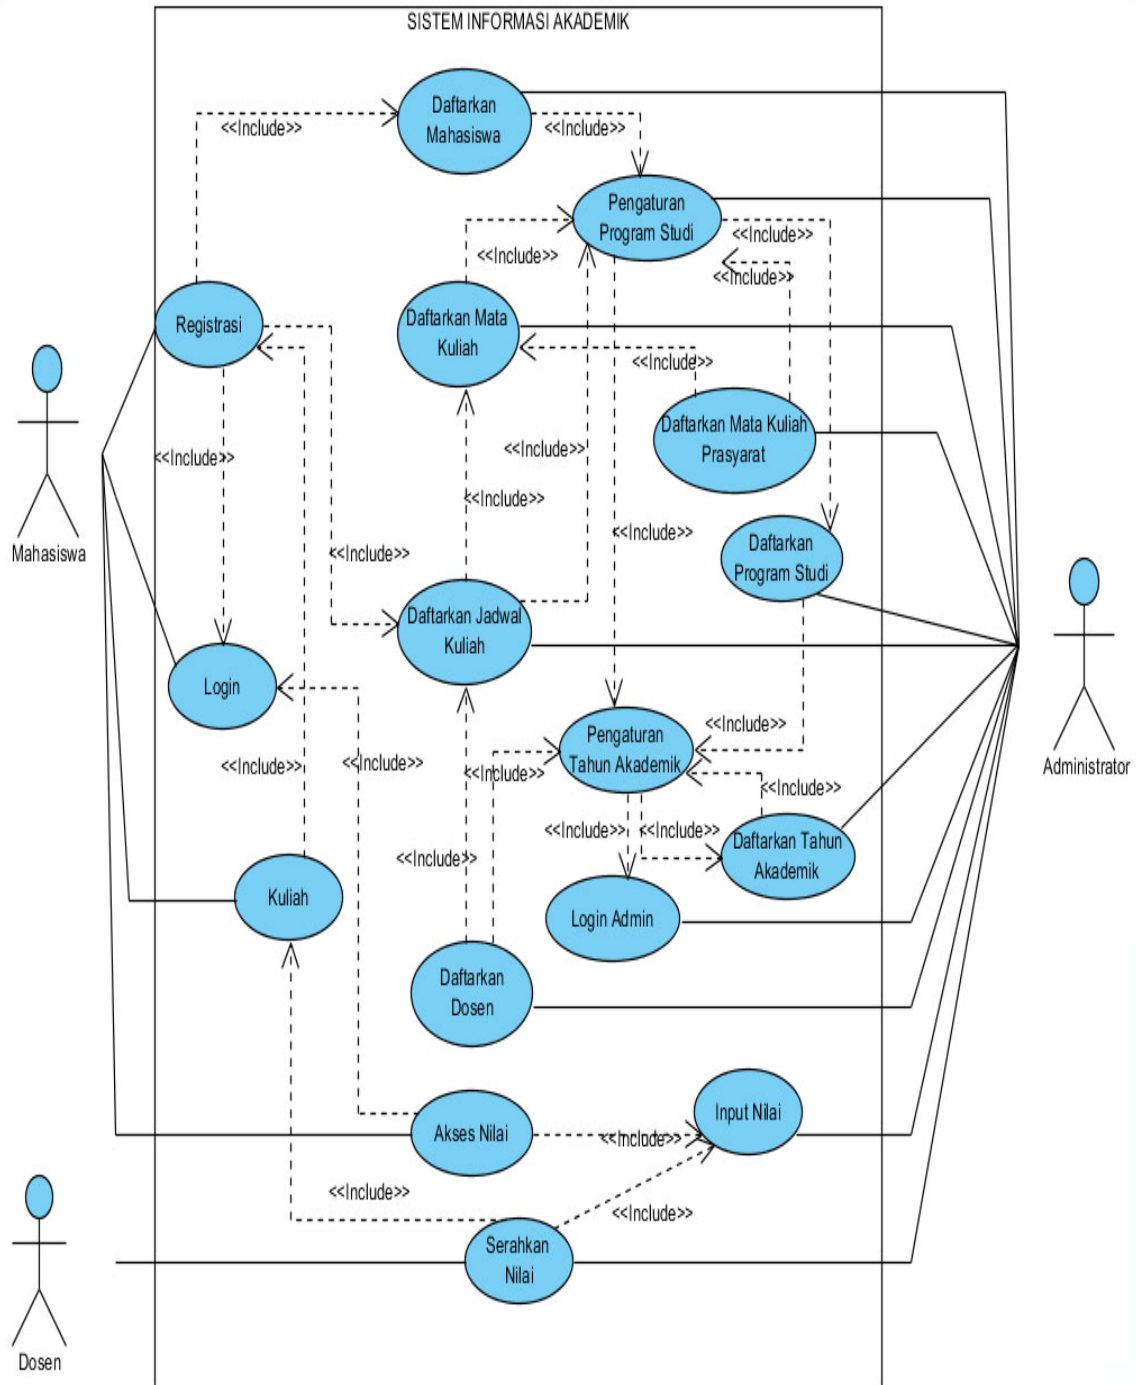 SISTEM INFORMASI AKADEMIK
Daftarkan
Mahasiswa
<<Include>>
<<Include>>
Pengaturan
Program Studi
<<Include>>
<<Include>>
<<Include>>
Registrasi
Daftarkan Mata
Kuliah
<<Include>>
Daftarkan Mata Kuliah
Prasyarat
<<Include>>
<<Include>>
<<Include>>
<<Include>>
<<Include>>
Mahasiswa
Daftarkan
Program Studi
Daftarkan Jadwal
Kuliah
Login
<<Include>>
Pengaturan
Tahun Akademik
<<Include>>
<<Include>>
<<Include>>
Administrator
<<Include>>
<<Include>>
<<Include>>
<<Include>>
Daftarkan Tahun
Akademik
Kuliah
Login Admin
Daftarkan
Dosen
Input Nilai
Akses Nilai
<<Include>>
<<Include>>
<<Include>>
Serahkan
Nilai
Dosen